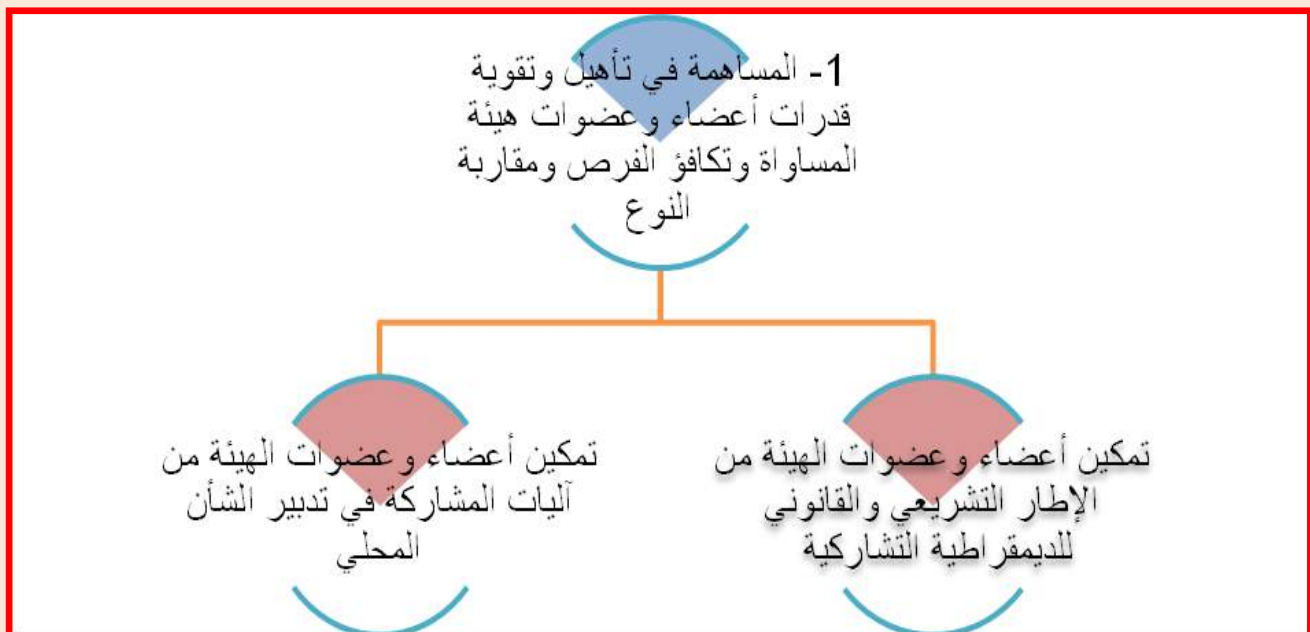 1- المساهمة في تأهيل وتقوية
قدرات أعضاء وعضوات هيئة
المساواة وتكافؤ الفرص ومقاربة
النوع
تمكين أعضاء وعضوات الهيئة من
الإطار التشريعي والقانوني
للديمقراطية التشاركية
تمكين أعضاء وعضوات الهيئة من
آليات المشاركة في تدبير الشأن
المحلي